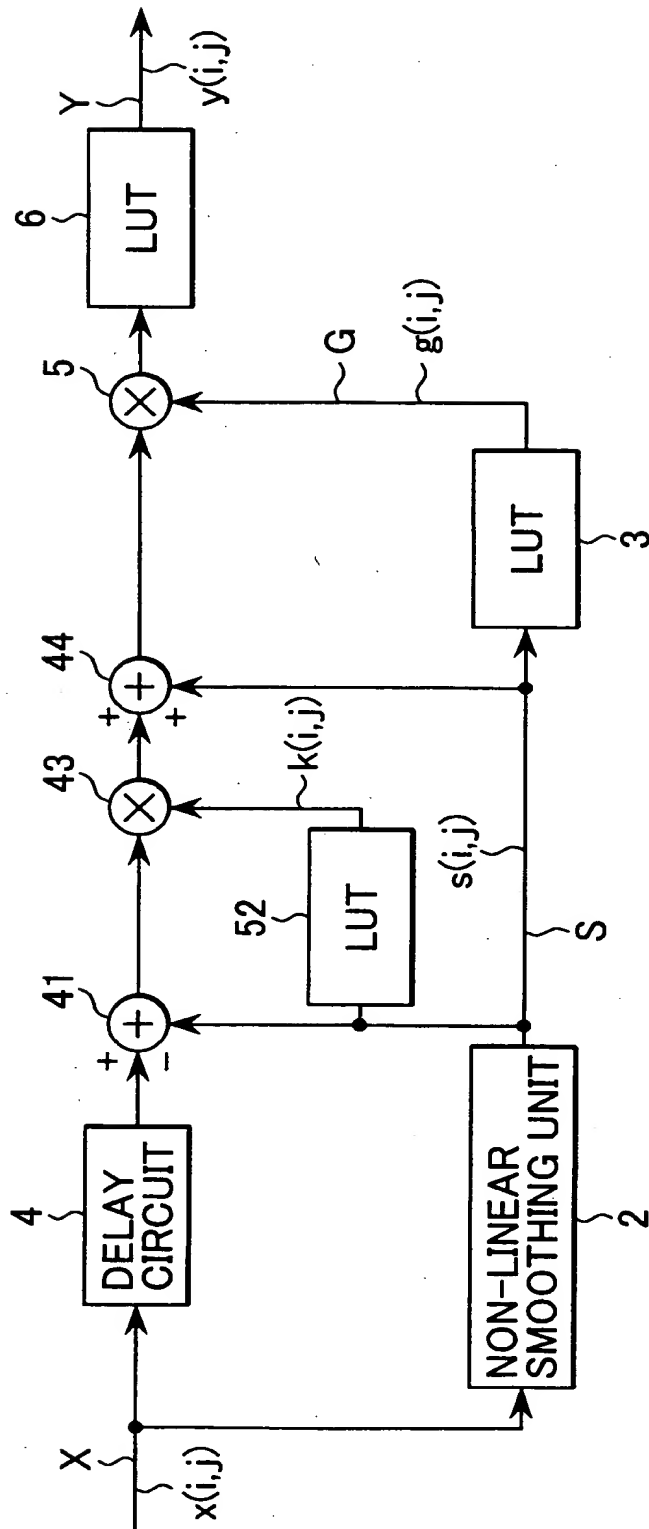 X
x(i,j)
4
DELAY
CIRCUIT
NON-LINEAR
SMOOTHING UNIT
2
41
+
+
-
52
LUT
k(i,j)
43
×
44
+
+
+
S
s(i,j)
LUT
3
G
g(i,j)
5
×
6
LUT
Y
y(i,j)